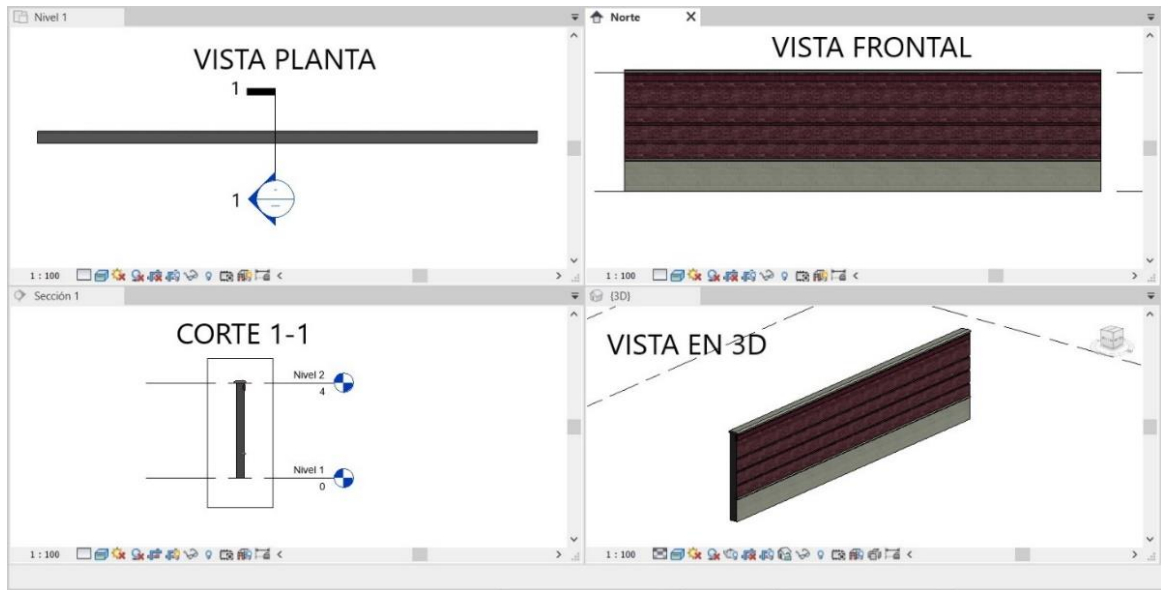 Nivel 1
VISTA PLANTA
1
1
1 : 100
Norte
VISTA FRONTAL
1 : 100
Sección 1
CORTE 1-1
Nivel 2
4
Nivel 1
0
1 : 100
{3D}
VISTA EN 3D
1 : 100